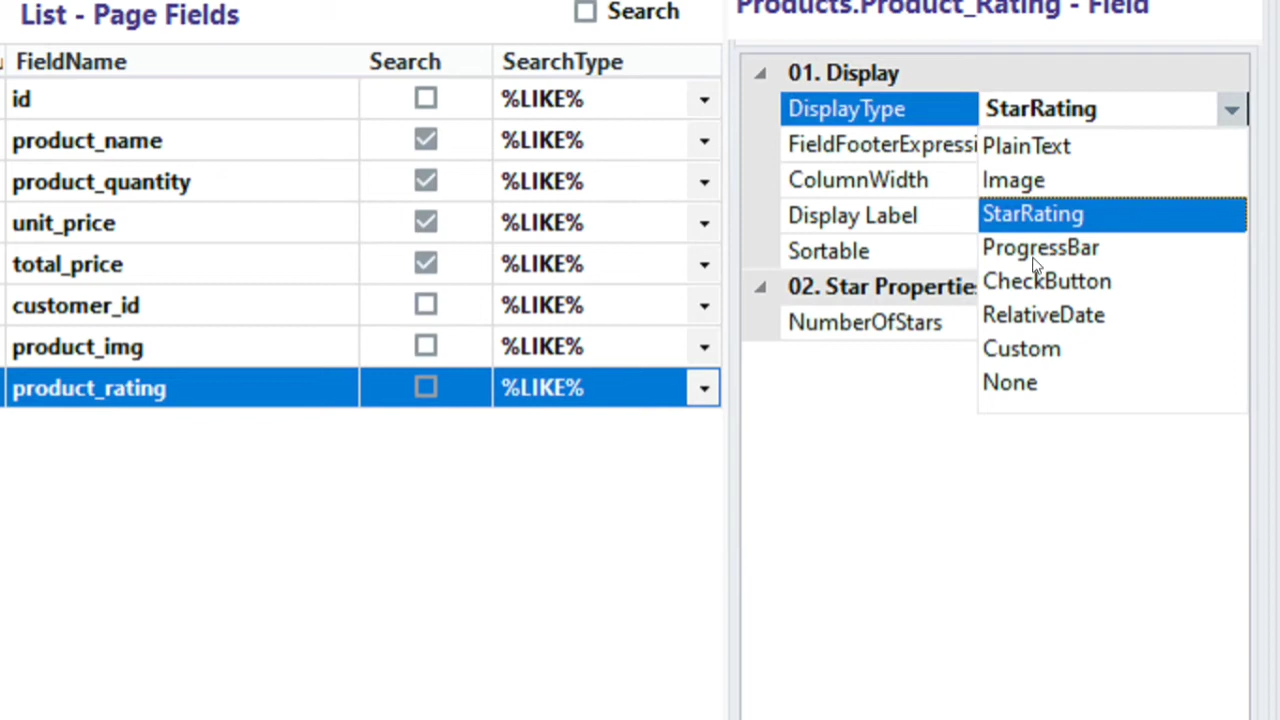 List - Page Fields
Search
FieldName Search SearchType
id %LIKE%
product_name %LIKE%
product_quantity %LIKE%
unit_price %LIKE%
total_price %LIKE%
customer_id %LIKE%
product_img %LIKE%
product_rating %LIKE%
Products.Product_Rating - Field
01. Display
DisplayType StarRating
FieldFooterExpressi
ColumnWidth
Display Label
Sortable
02. Star Propertie
NumberOfStars
PlainText
Image
StarRating
ProgressBar
CheckButton
RelativeDate
Custom
None